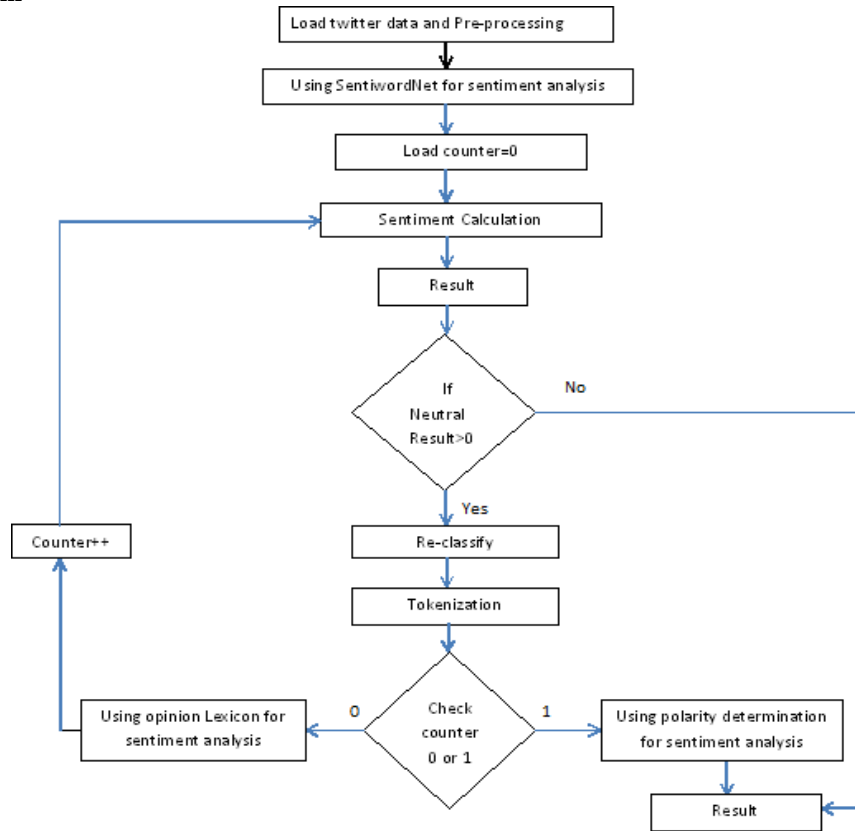 Load twitter data and Pre-processing
Using SentiwordNet for sentiment analysis
Load counter=0
Sentiment Calculation
Result
If
Neutral
Result>0
No
Yes
Counter++
Re-classify
Tokenization
Using opinion Lexicon for
sentiment analysis
0
Check
counter
0 or 1
1
Using polarity determination
for sentiment analysis
Result